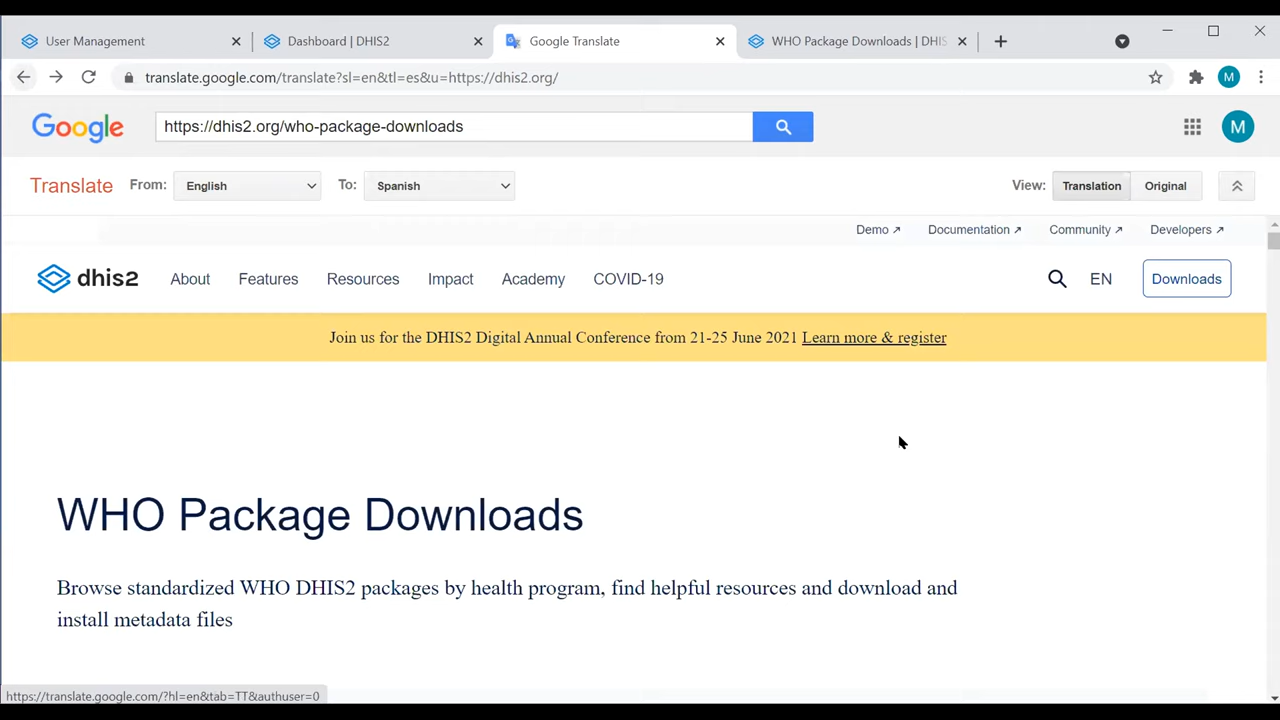 User Management
Dashboard | DHIS2
Google Translate
WHO Package Downloads | DHIS
translate.google.com/translate?sl=en&tl=es&u=https://dhis2.org/
M
Google
https://dhis2.org/who-package-downloads
M
Translate
From:
English
To:
Spanish
View:
Translation
Original
Demo ↗
Documentation ↗
Community ↗
Developers ↗
dhis2
About
Features
Resources
Impact
Academy
COVID-19
EN
Downloads
Join us for the DHIS2 Digital Annual Conference from 21-25 June 2021 Learn more & register
WHO Package Downloads
Browse standardized WHO DHIS2 packages by health program, find helpful resources and download and
install metadata files
https://translate.google.com/?hl=en&tab=TT&authuser=0